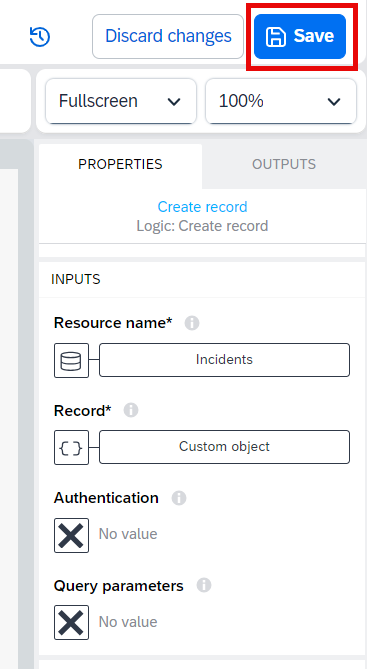 Discard changes
Save
Fullscreen
100%
PROPERTIES
OUTPUTS
Create record
Logic: Create record
INPUTS
Resource name*
Incidents
Record*
Custom object
Authentication
No value
Query parameters
No value